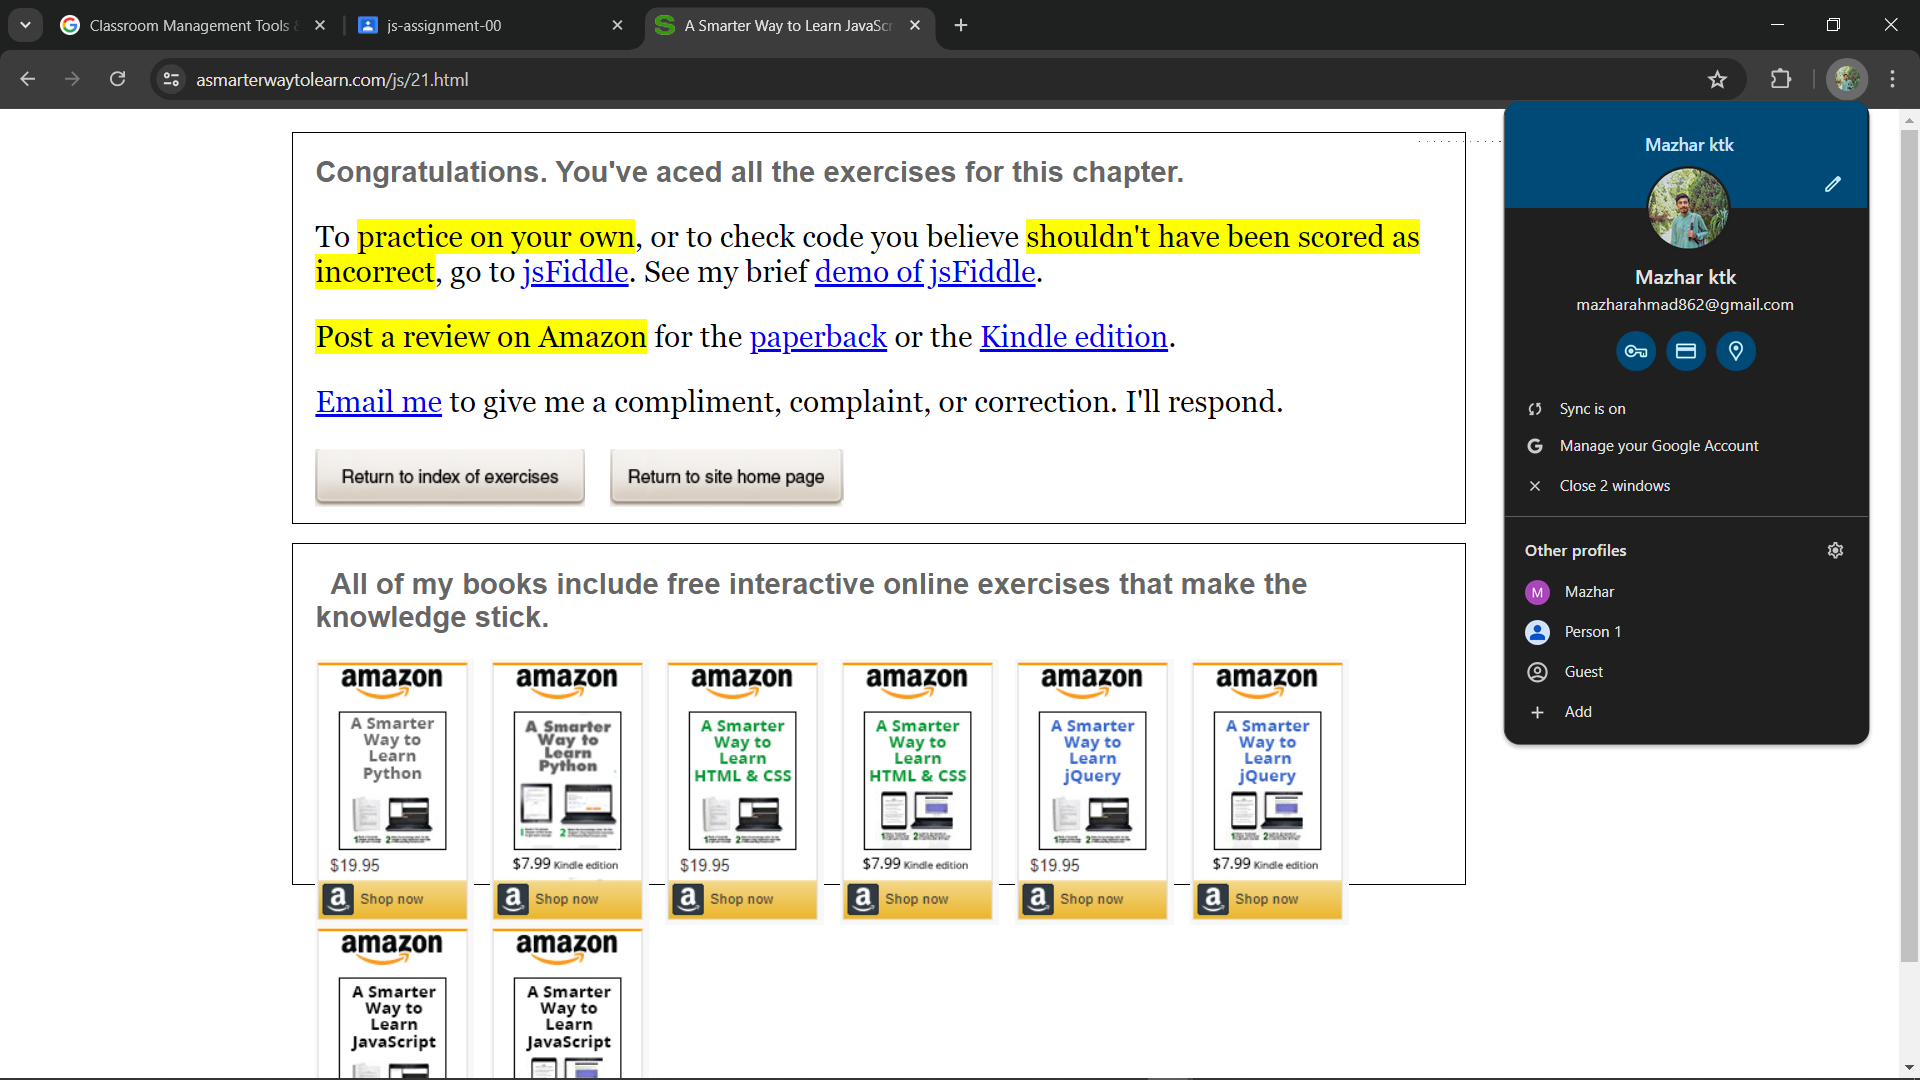 Classroom Management Tools &
js-assignment-00
A Smarter Way to Learn JavaScr
asmarterwaytolearn.com/js/21.html
Congratulations. You've aced all the exercises for this chapter.
To practice on your own, or to check code you believe shouldn't have been scored as
incorrect, go to jsFiddle. See my brief demo of jsFiddle.
Post a review on Amazon for the paperback or the Kindle edition.
Email me to give me a compliment, complaint, or correction. I'll respond.
Return to index of exercises
Return to site home page
All of my books include free interactive online exercises that make the
knowledge stick.
amazon
A Smarter
Way to
Learn
Python
$19.95
a Shop now
amazon
A Smarter
Way to
Learn
Python
$7.99 Kindle edition
a Shop now
amazon
A Smarter
Way to
Learn
HTML & CSS
$19.95
a Shop now
amazon
A Smarter
Way to
Learn
HTML & CSS
$7.99 Kindle edition
a Shop now
amazon
A Smarter
Way to
Learn
jQuery
$19.95
a Shop now
amazon
A Smarter
Way to
Learn
jQuery
$7.99 Kindle edition
a Shop now
amazon
A Smarter
Way to
Learn
JavaScript
amazon
A Smarter
Way to
Learn
JavaScript
Mazhar ktk
Mazhar ktk
mazharahmad862@gmail.com
Sync is on
Manage your Google Account
Close 2 windows
Other profiles
M Mazhar
Person 1
Guest
Add